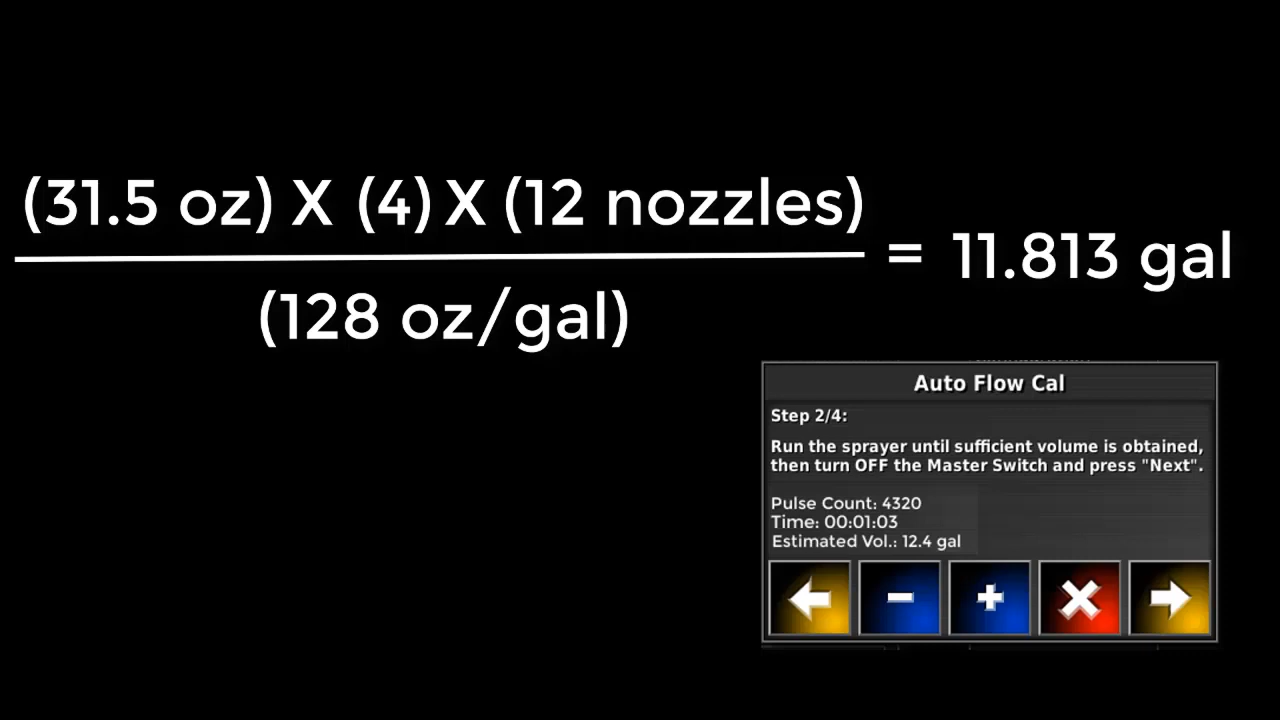 (31.5 oz) X (4) X (12 nozzles)
(128 oz/gal)
= 11.813 gal
Auto Flow Cal
Step 2/4:
Run the sprayer until sufficient volume is obtained,
then turn OFF the Master Switch and press "Next".
Pulse Count: 4320
Time: 00:01:03
Estimated Vol.: 12.4 gal